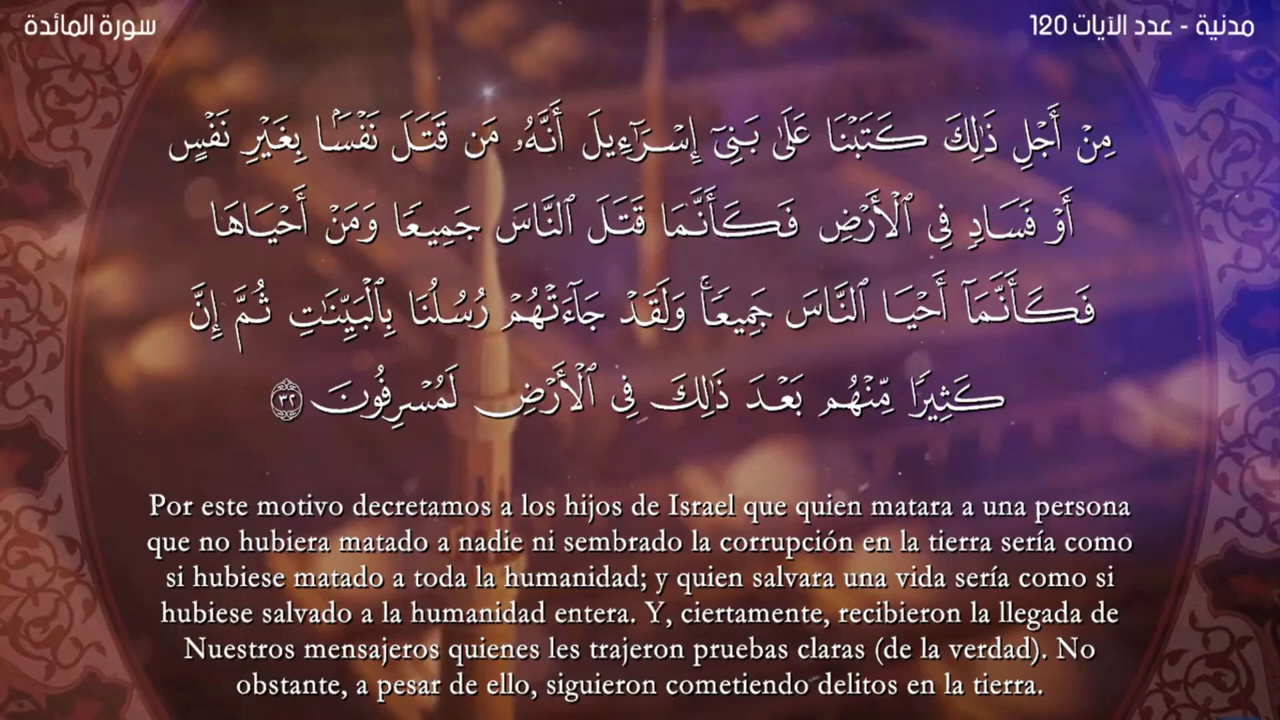 سورة المائدة
مدنية - عدد الآيات 120
مِنْ أَجْلِ ذَٰلِكَ كَتَبْنَا عَلَىٰ بَنِىٓ إِسْرَٰٓءِيلَ أَنَّهُۥ مَن قَتَلَ نَفْسًۢا بِغَيْرِ نَفْسٍ
أَوْ فَسَادٍ فِى ٱلْأَرْضِ فَكَأَنَّمَا قَتَلَ ٱلنَّاسَ جَمِيعًا وَمَنْ أَحْيَاهَا
فَكَأَنَّمَآ أَحْيَا ٱلنَّاسَ جَمِيعًا ۚ وَلَقَدْ جَآءَتْهُمْ رُسُلُنَا بِٱلْبَيِّنَٰتِ ثُمَّ إِنَّ
كَثِيرًا مِّنْهُم بَعْدَ ذَٰلِكَ فِى ٱلْأَرْضِ لَمُسْرِفُونَ ٣٢
Por este motivo decretamos a los hijos de Israel que quien matara a una persona
que no hubiera matado a nadie ni sembrado la corrupción en la tierra sería como
si hubiese matado a toda la humanidad; y quien salvara una vida sería como si
hubiese salvado a la humanidad entera. Y, ciertamente, recibieron la llegada de
Nuestros mensajeros quienes les trajeron pruebas claras (de la verdad). No
obstante, a pesar de ello, siguieron cometiendo delitos en la tierra.